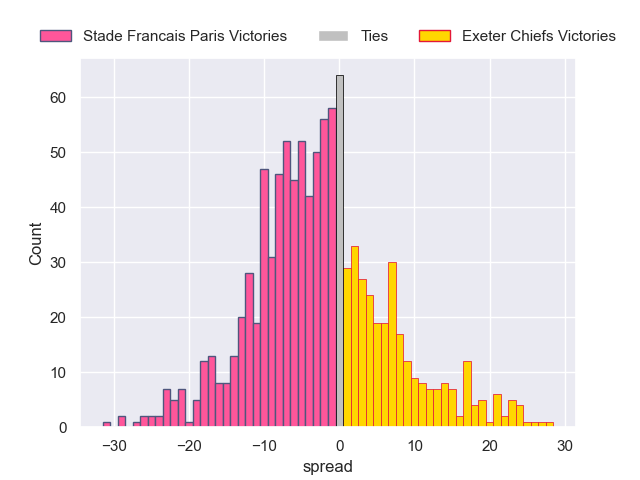 Stade Francais Paris Victories Ties Exeter Chiefs Victories
60
50
40
30
20
10
0
Count
−30 −20 −10 0 10 20 30
spread